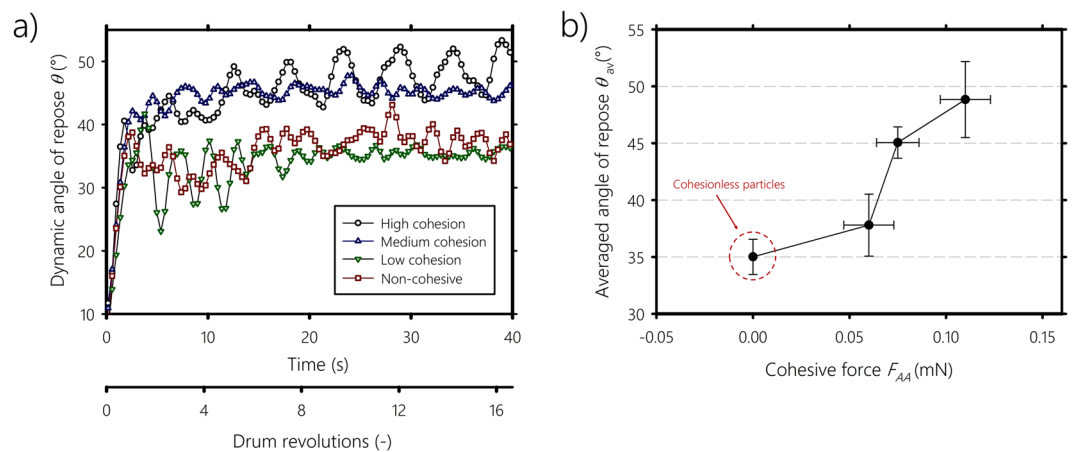 a)
Dynamic angle of repose θ (°)
50
40
30
20
10
High cohesion
Medium cohesion
Low cohesion
Non-cohesive
0 10 20 30 40
Time (s)
0 4 8 12 16
Drum revolutions (-)
b)
Averaged angle of repose θav(°)
55
50
45
40
35
30
Cohesionless particles
-0.05 0.00 0.05 0.10 0.15
Cohesive force FAA (mN)